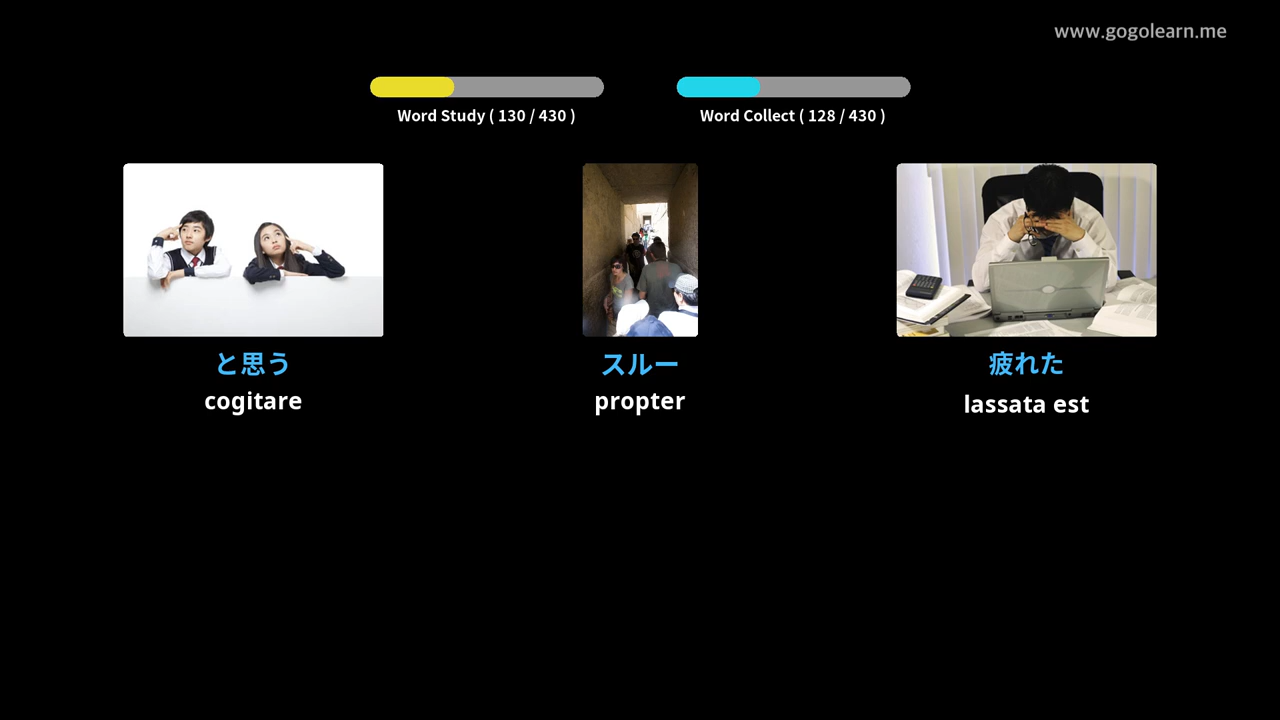 www.gogolearn.me
Word Study ( 130 / 430 )
Word Collect ( 128 / 430 )
と思う
スルー
疲れた
cogitare
propter
lassata est